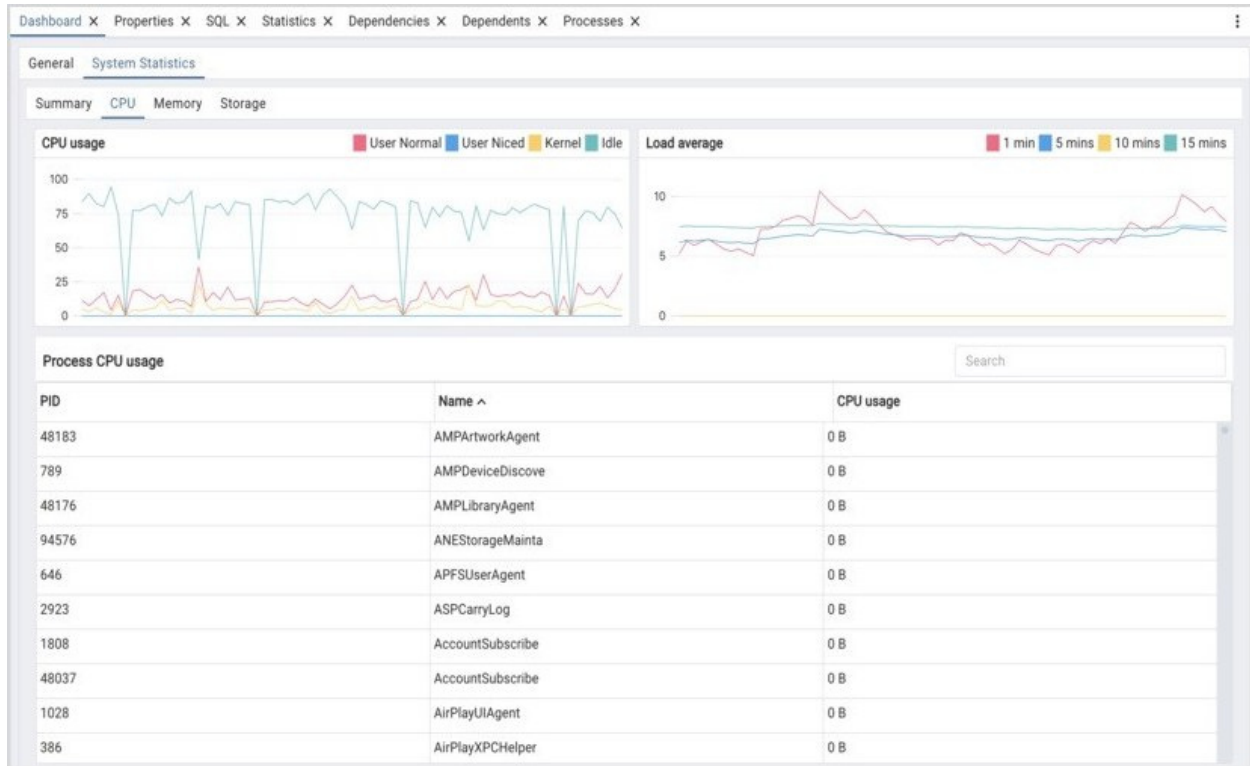 Dashboard X Properties X SQL X Statistics X Dependencies X Dependents X Processes X
General System Statistics
Summary CPU Memory Storage
CPU usage User Normal User Niced Kernel Idle
100
75
50
25
0
Load average 1 min 5 mins 10 mins 15 mins
10
5
0
Process CPU usage Search
PID Name CPU usage
48183 AMPArtworkAgent 0 B
789 AMPDeviceDiscove 0 B
48176 AMPLibraryAgent 0 B
94576 ANEStorageMainta 0 B
646 APFSUserAgent 0 B
2923 ASPCarryLog 0 B
1808 AccountSubscribe 0 B
48037 AccountSubscribe 0 B
1028 AirPlayUIAgent 0 B
386 AirPlayXPCHelper 0 B